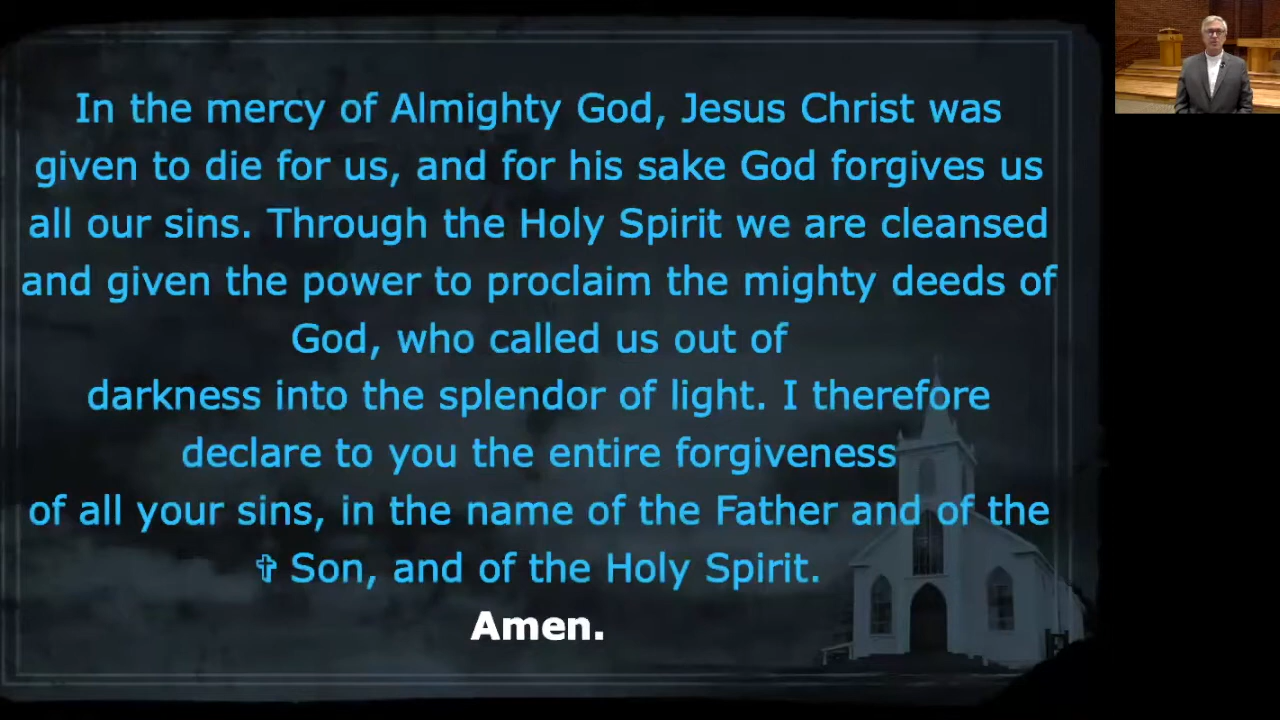 In the mercy of Almighty God, Jesus Christ was
given to die for us, and for his sake God forgives us
all our sins. Through the Holy Spirit we are cleansed
and given the power to proclaim the mighty deeds of
God, who called us out of
darkness into the splendor of light. I therefore
declare to you the entire forgiveness
of all your sins, in the name of the Father and of the
✞ Son, and of the Holy Spirit.
Amen.